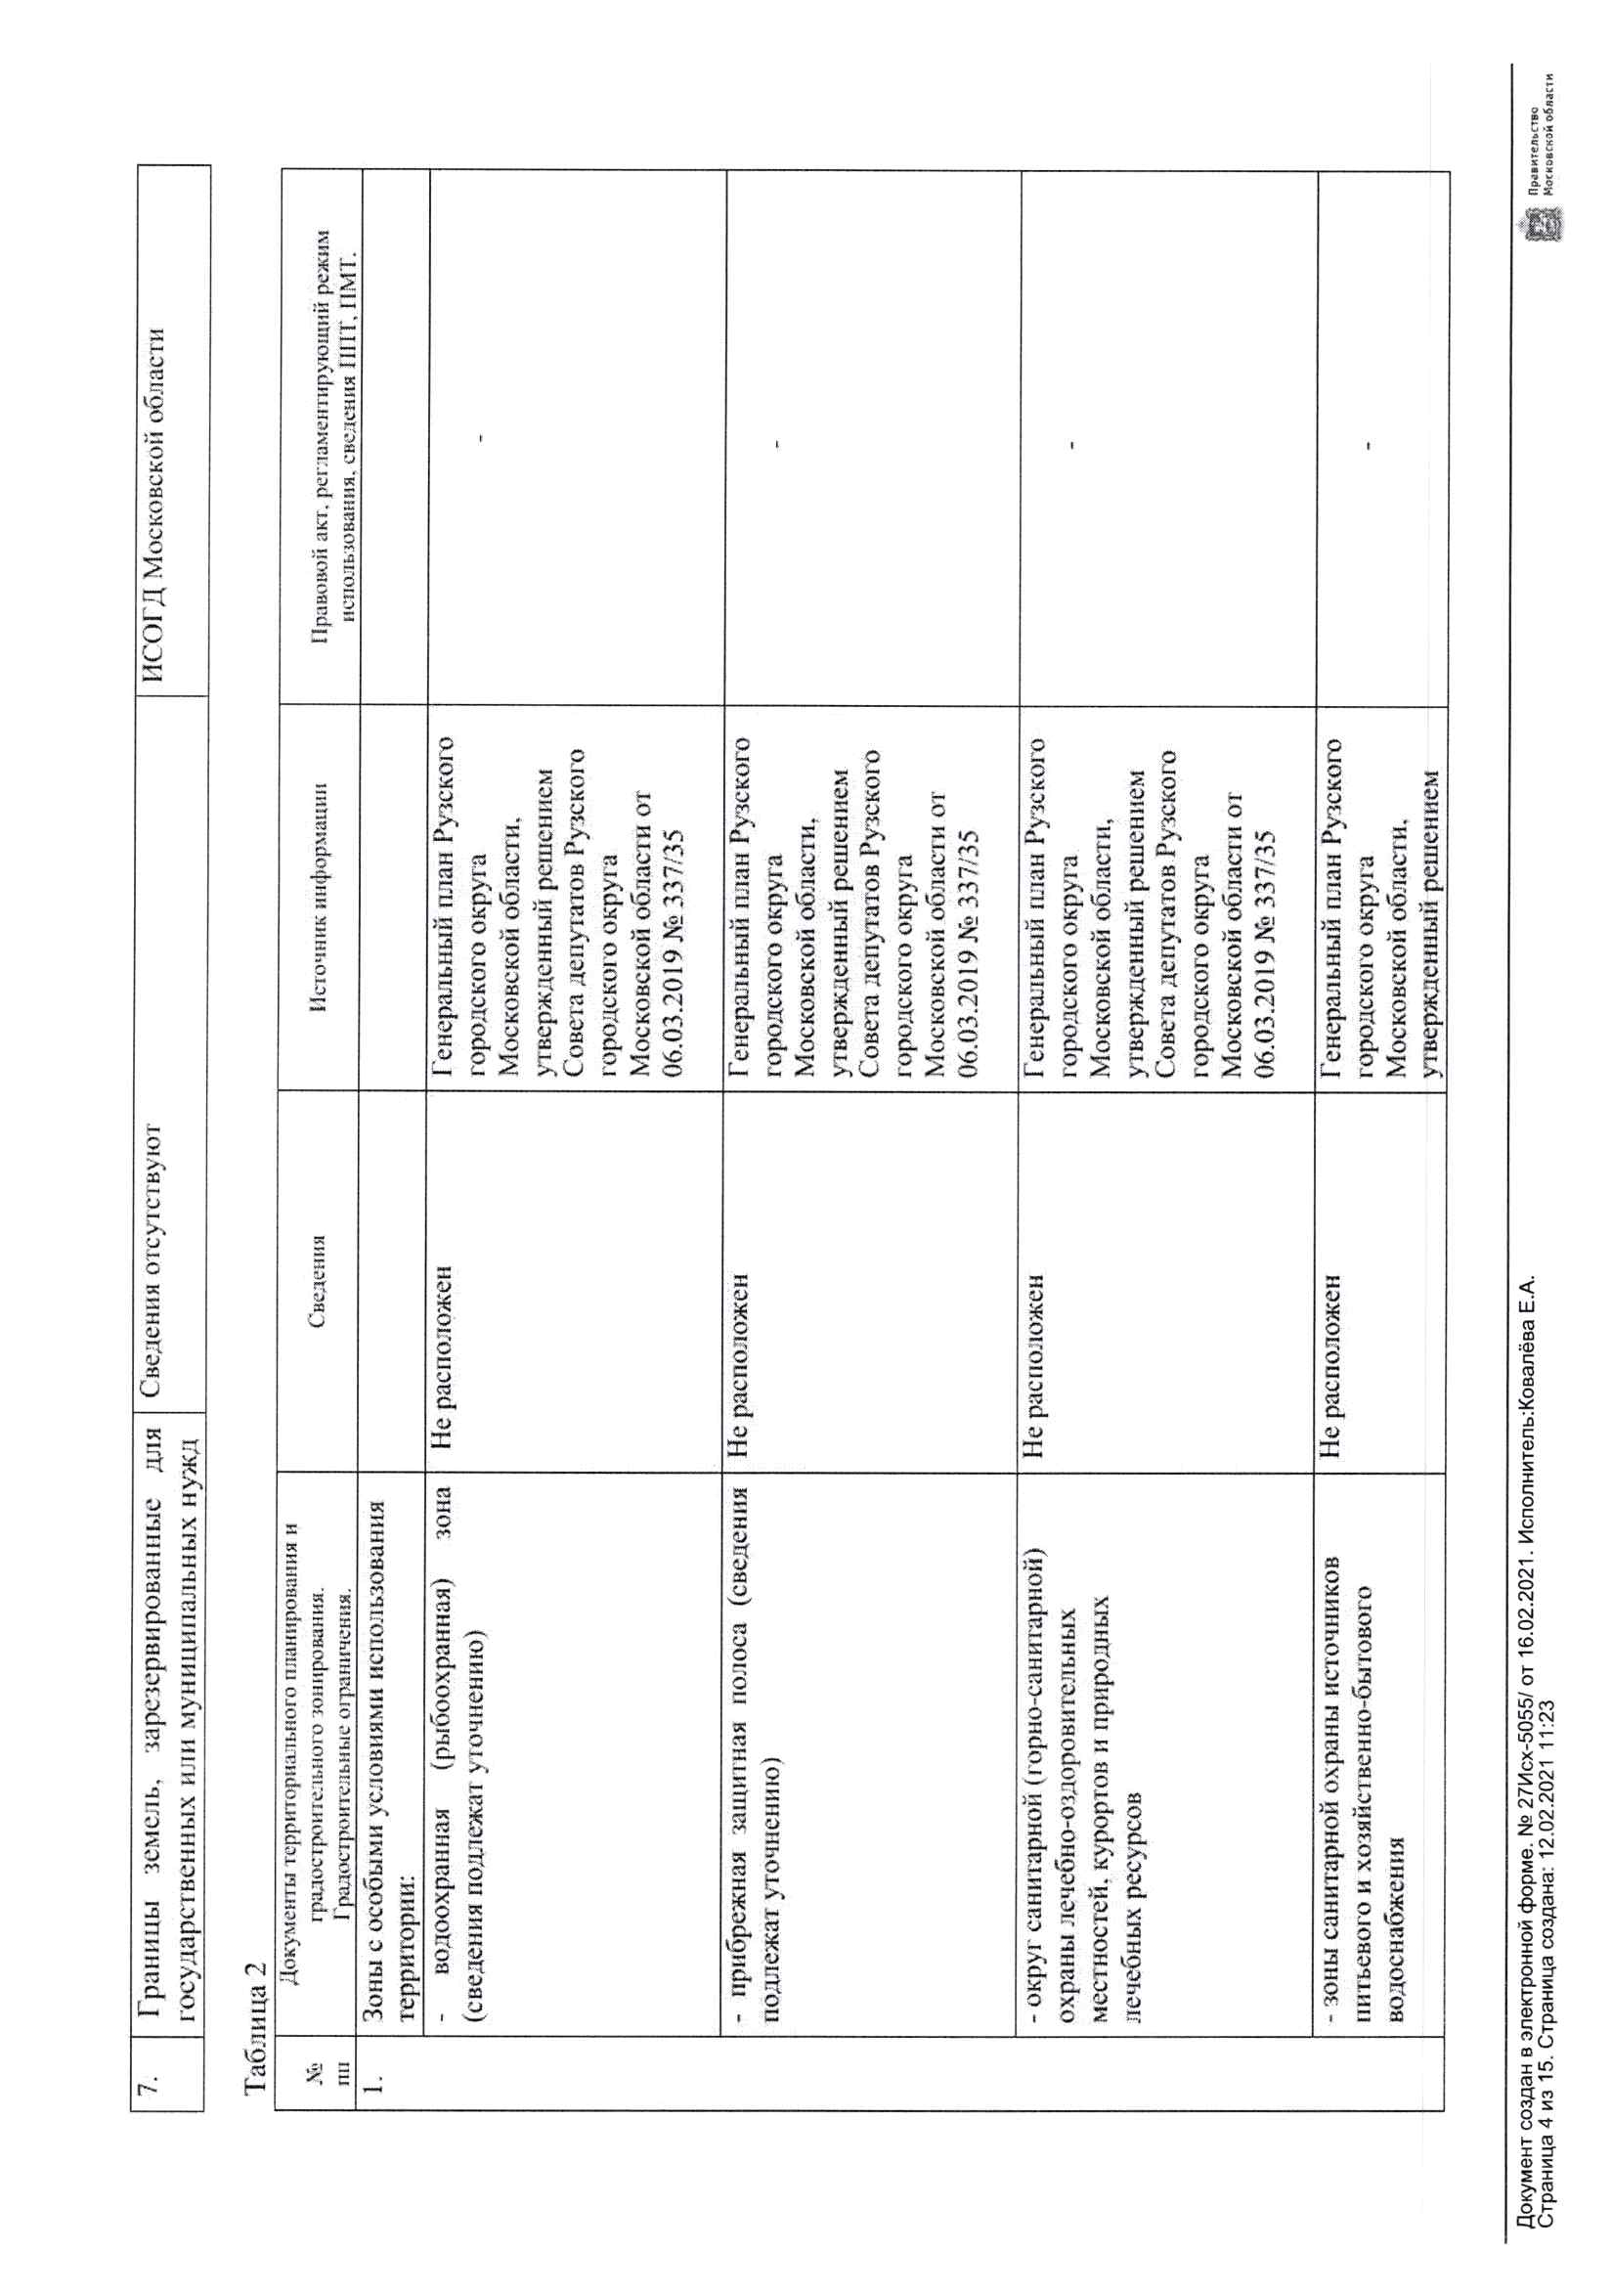 7.
Границы земель, зарезервированные для
государственных или муниципальных нужд
Сведения отсутствуют
ИСОГД Московской области
Таблица 2
№
пп
Документы территориального планирования и
градостроительного зонирования.
Градостроительные ограничения.
Сведения
Источник информации
Правовой акт, регламентирующий режим
использования, сведения ППТ, ПМТ.
1.
Зоны с особыми условиями использования
территории:
- водоохранная (рыбоохранная) зона
(сведения подлежат уточнению)
Не расположен
Генеральный план Рузского
городского округа
Московской области,
утвержденный решением
Совета депутатов Рузского
городского округа
Московской области от
06.03.2019 № 337/35
-
- прибрежная защитная полоса (сведения
подлежат уточнению)
Не расположен
Генеральный план Рузского
городского округа
Московской области,
утвержденный решением
Совета депутатов Рузского
городского округа
Московской области от
06.03.2019 № 337/35
-
- округ санитарной (горно-санитарной)
охраны лечебно-оздоровительных
местностей, курортов и природных
лечебных ресурсов
Не расположен
Генеральный план Рузского
городского округа
Московской области,
утвержденный решением
Совета депутатов Рузского
городского округа
Московской области от
06.03.2019 № 337/35
-
- зоны санитарной охраны источников
питьевого и хозяйственно-бытового
водоснабжения
Не расположен
Генеральный план Рузского
городского округа
Московской области,
утвержденный решением
-
Документ создан в электронной форме. № 27Исх-5055/ от 16.02.2021. Исполнитель:Ковалёва Е.А.
Страница 4 из 15. Страница создана: 12.02.2021 11:23
Правительство
Московской области